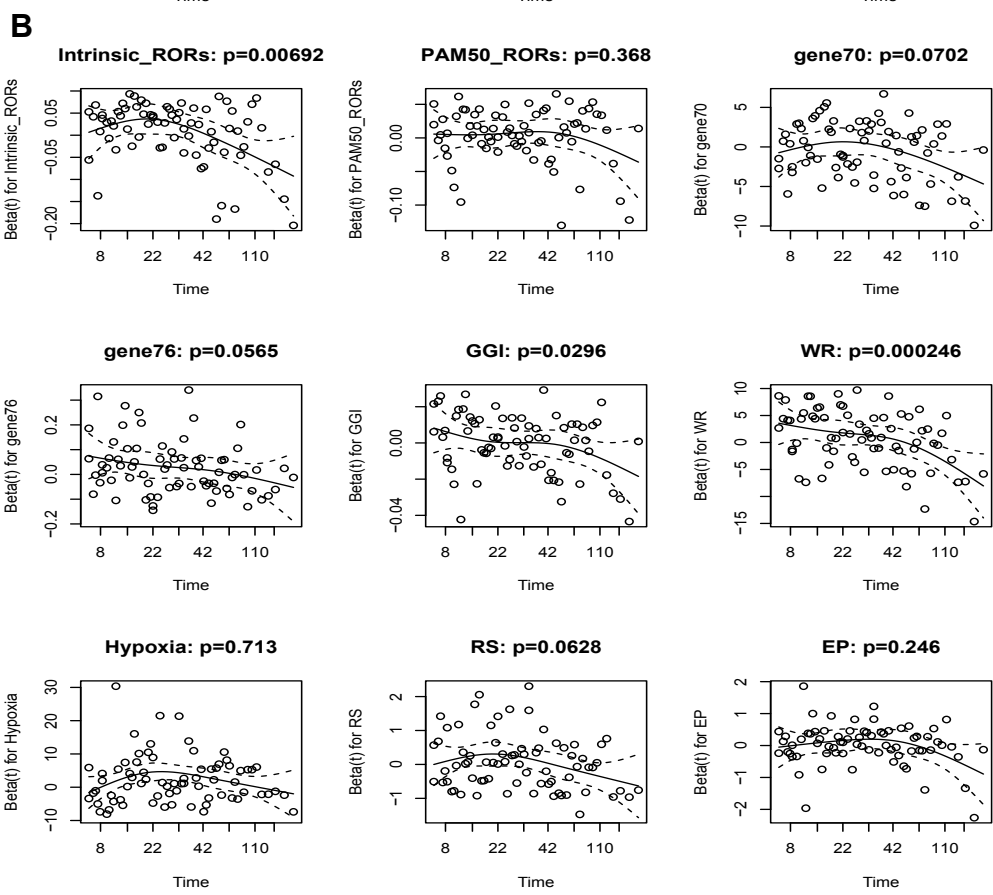 Time Time Time
B
Intrinsic_RORs: p=0.00692 PAM50_RORs: p=0.368 gene70: p=0.0702
Beta(t) for Intrinsic_RORs
0.05
−0.05
−0.20
8 22 42 110
Time
Beta(t) for PAM50_RORs
0.00
−0.10
8 22 42 110
Time
Beta(t) for gene70
5
0
−5
−10
8 22 42 110
Time
gene76: p=0.0565 GGI: p=0.0296 WR: p=0.000246
Beta(t) for gene76
0.2
0.0
−0.2
8 22 42 110
Time
Beta(t) for GGI
0.00
−0.04
8 22 42 110
Time
Beta(t) for WR
10
5
0
−5
−15
8 22 42 110
Time
Hypoxia: p=0.713 RS: p=0.0628 EP: p=0.246
Beta(t) for Hypoxia
30
20
10
0
−10
8 22 42 110
Time
Beta(t) for RS
2
1
0
−1
8 22 42 110
Time
Beta(t) for EP
2
1
0
−1
−2
8 22 42 110
Time